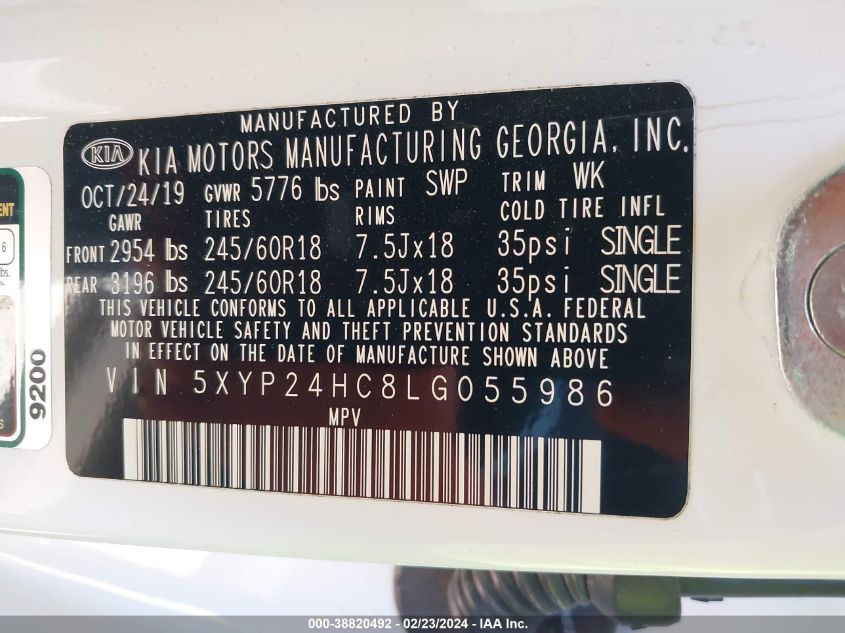 MANUFACTURED BY
KIA KIA MOTORS MANUFACTURING GEORGIA, INC.
OCT/24/19 GVWR 5776 lbs PAINT SWP TRIM WK
GAWR TIRES RIMS COLD TIRE INFL
FRONT 2954 lbs 245/60R18 7.5Jx18 35psi SINGLE
REAR 3196 lbs 245/60R18 7.5Jx18 35psi SINGLE
THIS VEHICLE CONFORMS TO ALL APPLICABLE U.S.A. FEDERAL
MOTOR VEHICLE SAFETY AND THEFT PREVENTION STANDARDS
IN EFFECT ON THE DATE OF MANUFACTURE SHOWN ABOVE
VIN 5XYP24HC8LG055986
MPV
6
9200
000-38820492 - 02/23/2024 - IAA Inc.